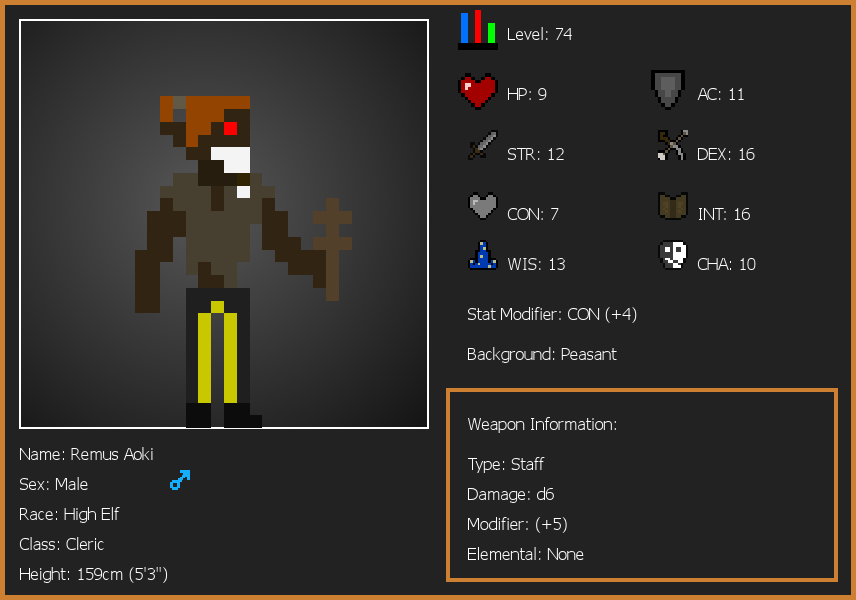 Level: 74
HP: 9
AC: 11
STR: 12
DEX: 16
CON: 7
INT: 16
WIS: 13
CHA: 10
Stat Modifier: CON (+4)
Background: Peasant
Weapon Information:
Type: Staff
Damage: d6
Modifier: (+5)
Elemental: None
Name: Remus Aoki
Sex: Male
Race: High Elf
Class: Cleric
Height: 159cm (5'3")